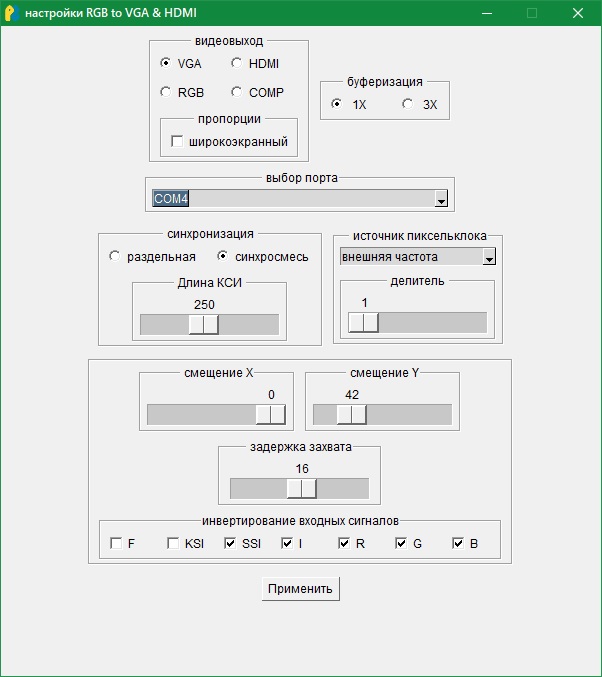 настройки RGB to VGA & HDMI
видеовыход
VGA HDMI
RGB COMP
пропорции
широкоэкранный
буферизация
1X 3X
выбор порта
COM4
синхронизация
раздельная синхросмесь
Длина КСИ
250
источник пиксельклока
внешняя частота
делитель
1
смещение X
0
смещение Y
42
задержка захвата
16
инвертирование входных сигналов
F KSI SSI I R G B
Применить